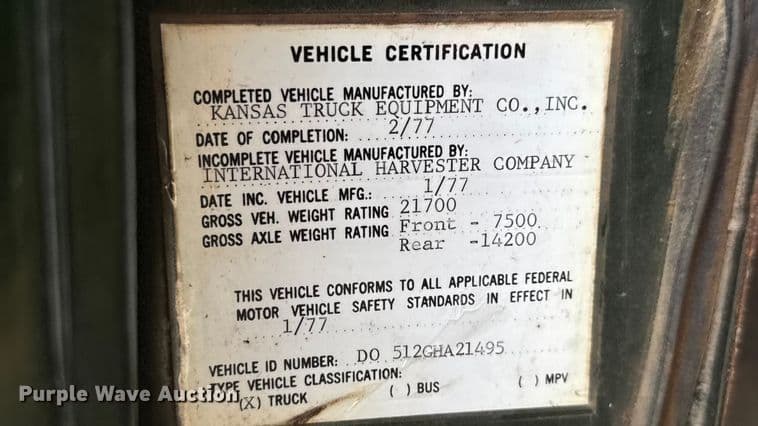 VEHICLE CERTIFICATION
COMPLETED VEHICLE MANUFACTURED BY:
KANSAS TRUCK EQUIPMENT CO., INC.
DATE OF COMPLETION: 2/77
INCOMPLETE VEHICLE MANUFACTURED BY:
INTERNATIONAL HARVESTER COMPANY
DATE INC. VEHICLE MFG.: 1/77
GROSS VEH. WEIGHT RATING 21700
GROSS AXLE WEIGHT RATING Front - 7500
Rear -14200
THIS VEHICLE CONFORMS TO ALL APPLICABLE FEDERAL
MOTOR VEHICLE SAFETY STANDARDS IN EFFECT IN
1/77
VEHICLE ID NUMBER: DO 512GHA21495
TYPE VEHICLE CLASSIFICATION:
(X) TRUCK ( ) BUS ( ) MPV
Purple Wave Auction